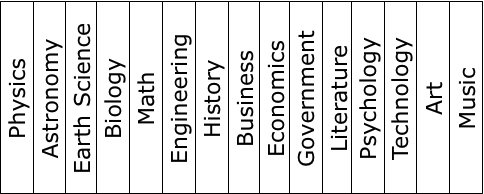 Physics
Astronomy
Earth Science
Biology
Math
Engineering
History
Business
Economics
Government
Literature
Psychology
Technology
Art
Music